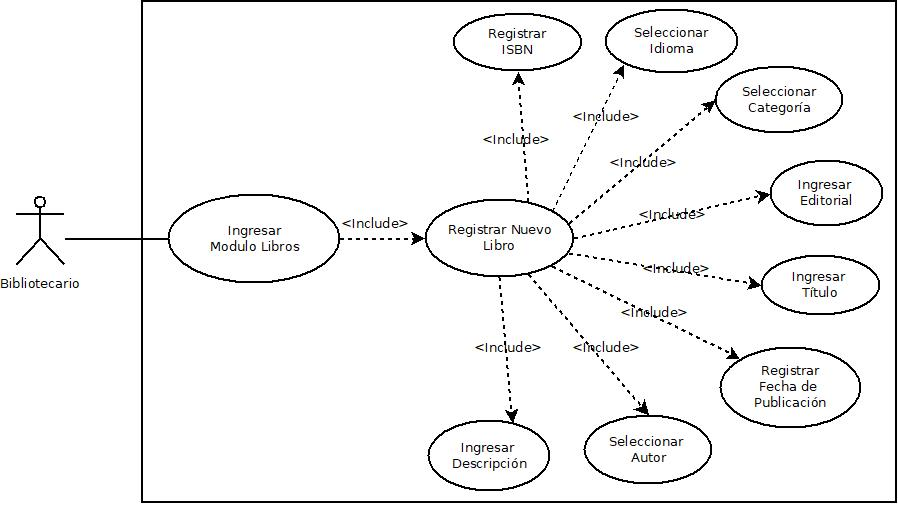 Registrar
ISBN
Seleccionar
Idioma
Seleccionar
Categoría
<Include>
<Include>
<Include>
Ingresar
Editorial
<Include>
Ingresar
Modulo Libros
<Include>
Registrar Nuevo
Libro
Bibliotecario
<Include>
Ingresar
Título
<Include>
<Include>
<Include>
Registrar
Fecha de
Publicación
Ingresar
Descripción
Seleccionar
Autor